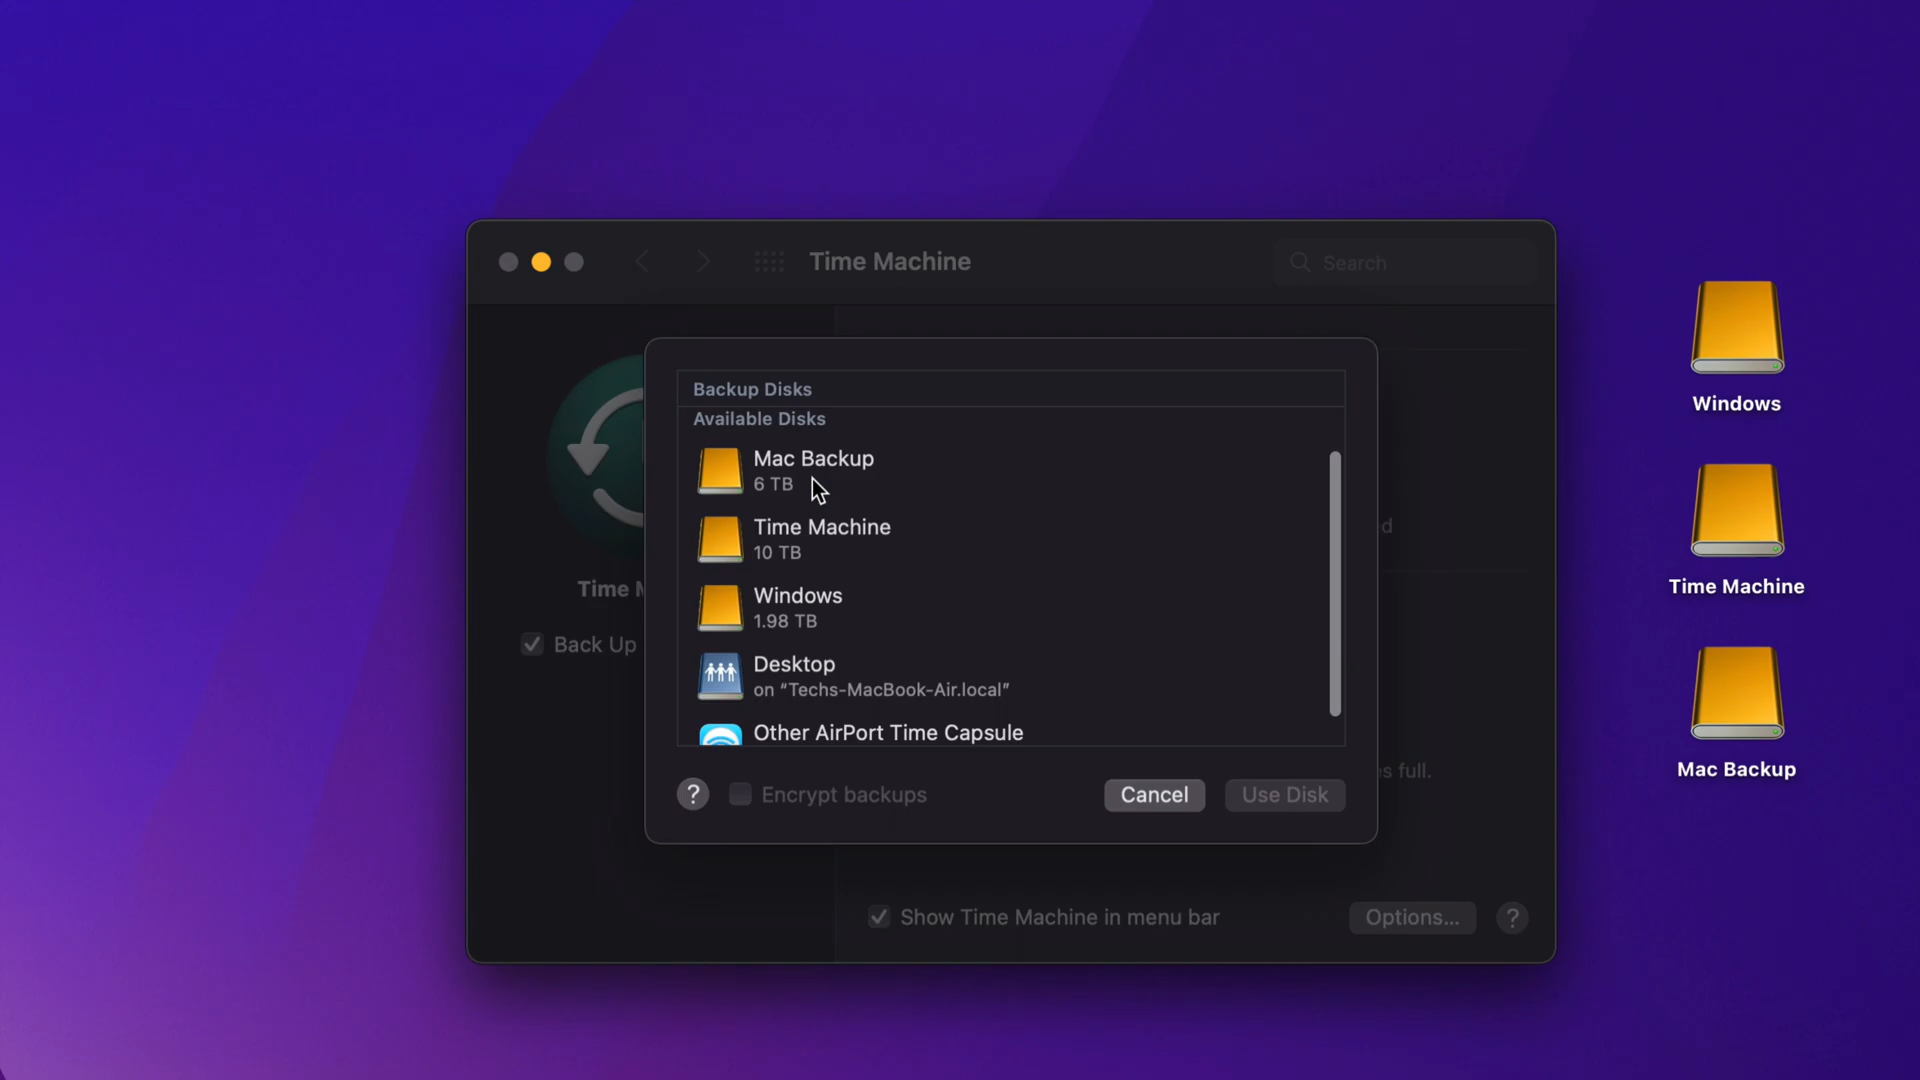 Time Machine
Search
Backup Disks
Available Disks
Mac Backup
6 TB
Time Machine
10 TB
Windows
1.98 TB
Desktop
on “Techs-MacBook-Air.local”
Other AirPort Time Capsule
? Encrypt backups
Cancel
Use Disk
Time M
Back Up
d
s full.
Show Time Machine in menu bar
Options...
?
Windows
Time Machine
Mac Backup